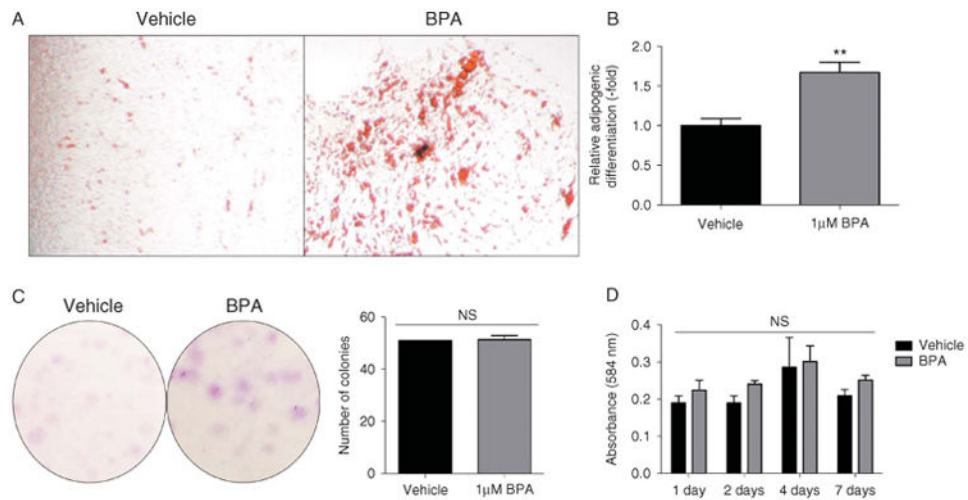 A
Vehicle
BPA
B
Relative adipogenic
differentiation (-fold)
2.0
1.5
1.0
0.5
0.0
**
Vehicle
1μM BPA
C
Vehicle
BPA
Number of colonies
60
40
20
0
NS
Vehicle
1μM BPA
D
Absorbance (584 nm)
0.4
0.3
0.2
0.1
0.0
NS
Vehicle
BPA
1 day
2 days
4 days
7 days